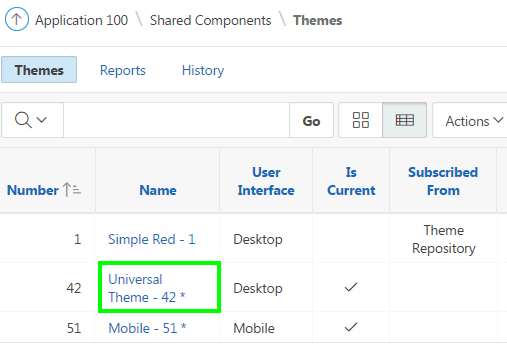 Application 100 \ Shared Components \ Themes
Themes Reports History
Go Actions
Number Name User Interface Is Current Subscribed From
1 Simple Red - 1 Desktop Theme Repository
42 Universal Theme - 42 * Desktop
51 Mobile - 51 * Mobile